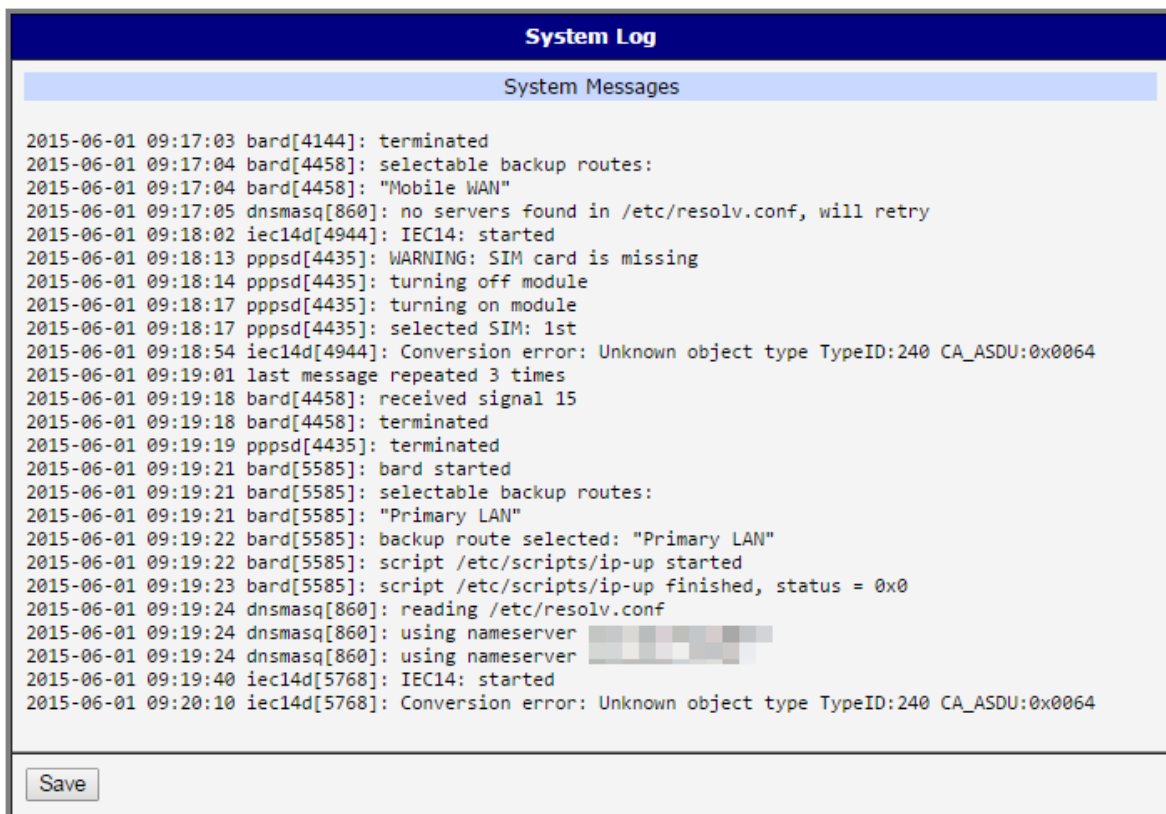 System Log
System Messages
2015-06-01 09:17:03 bard[4144]: terminated
2015-06-01 09:17:04 bard[4458]: selectable backup routes:
2015-06-01 09:17:04 bard[4458]: "Mobile WAN"
2015-06-01 09:17:05 dnsmasq[860]: no servers found in /etc/resolv.conf, will retry
2015-06-01 09:18:02 iec14d[4944]: IEC14: started
2015-06-01 09:18:13 pppsd[4435]: WARNING: SIM card is missing
2015-06-01 09:18:14 pppsd[4435]: turning off module
2015-06-01 09:18:17 pppsd[4435]: turning on module
2015-06-01 09:18:17 pppsd[4435]: selected SIM: 1st
2015-06-01 09:18:54 iec14d[4944]: Conversion error: Unknown object type TypeID:240 CA_ASDU:0x0064
2015-06-01 09:19:01 last message repeated 3 times
2015-06-01 09:19:18 bard[4458]: received signal 15
2015-06-01 09:19:18 bard[4458]: terminated
2015-06-01 09:19:19 pppsd[4435]: terminated
2015-06-01 09:19:21 bard[5585]: bard started
2015-06-01 09:19:21 bard[5585]: selectable backup routes:
2015-06-01 09:19:21 bard[5585]: "Primary LAN"
2015-06-01 09:19:22 bard[5585]: backup route selected: "Primary LAN"
2015-06-01 09:19:22 bard[5585]: script /etc/scripts/ip-up started
2015-06-01 09:19:23 bard[5585]: script /etc/scripts/ip-up finished, status = 0x0
2015-06-01 09:19:24 dnsmasq[860]: reading /etc/resolv.conf
2015-06-01 09:19:24 dnsmasq[860]: using nameserver
2015-06-01 09:19:24 dnsmasq[860]: using nameserver
2015-06-01 09:19:40 iec14d[5768]: IEC14: started
2015-06-01 09:20:10 iec14d[5768]: Conversion error: Unknown object type TypeID:240 CA_ASDU:0x0064
Save